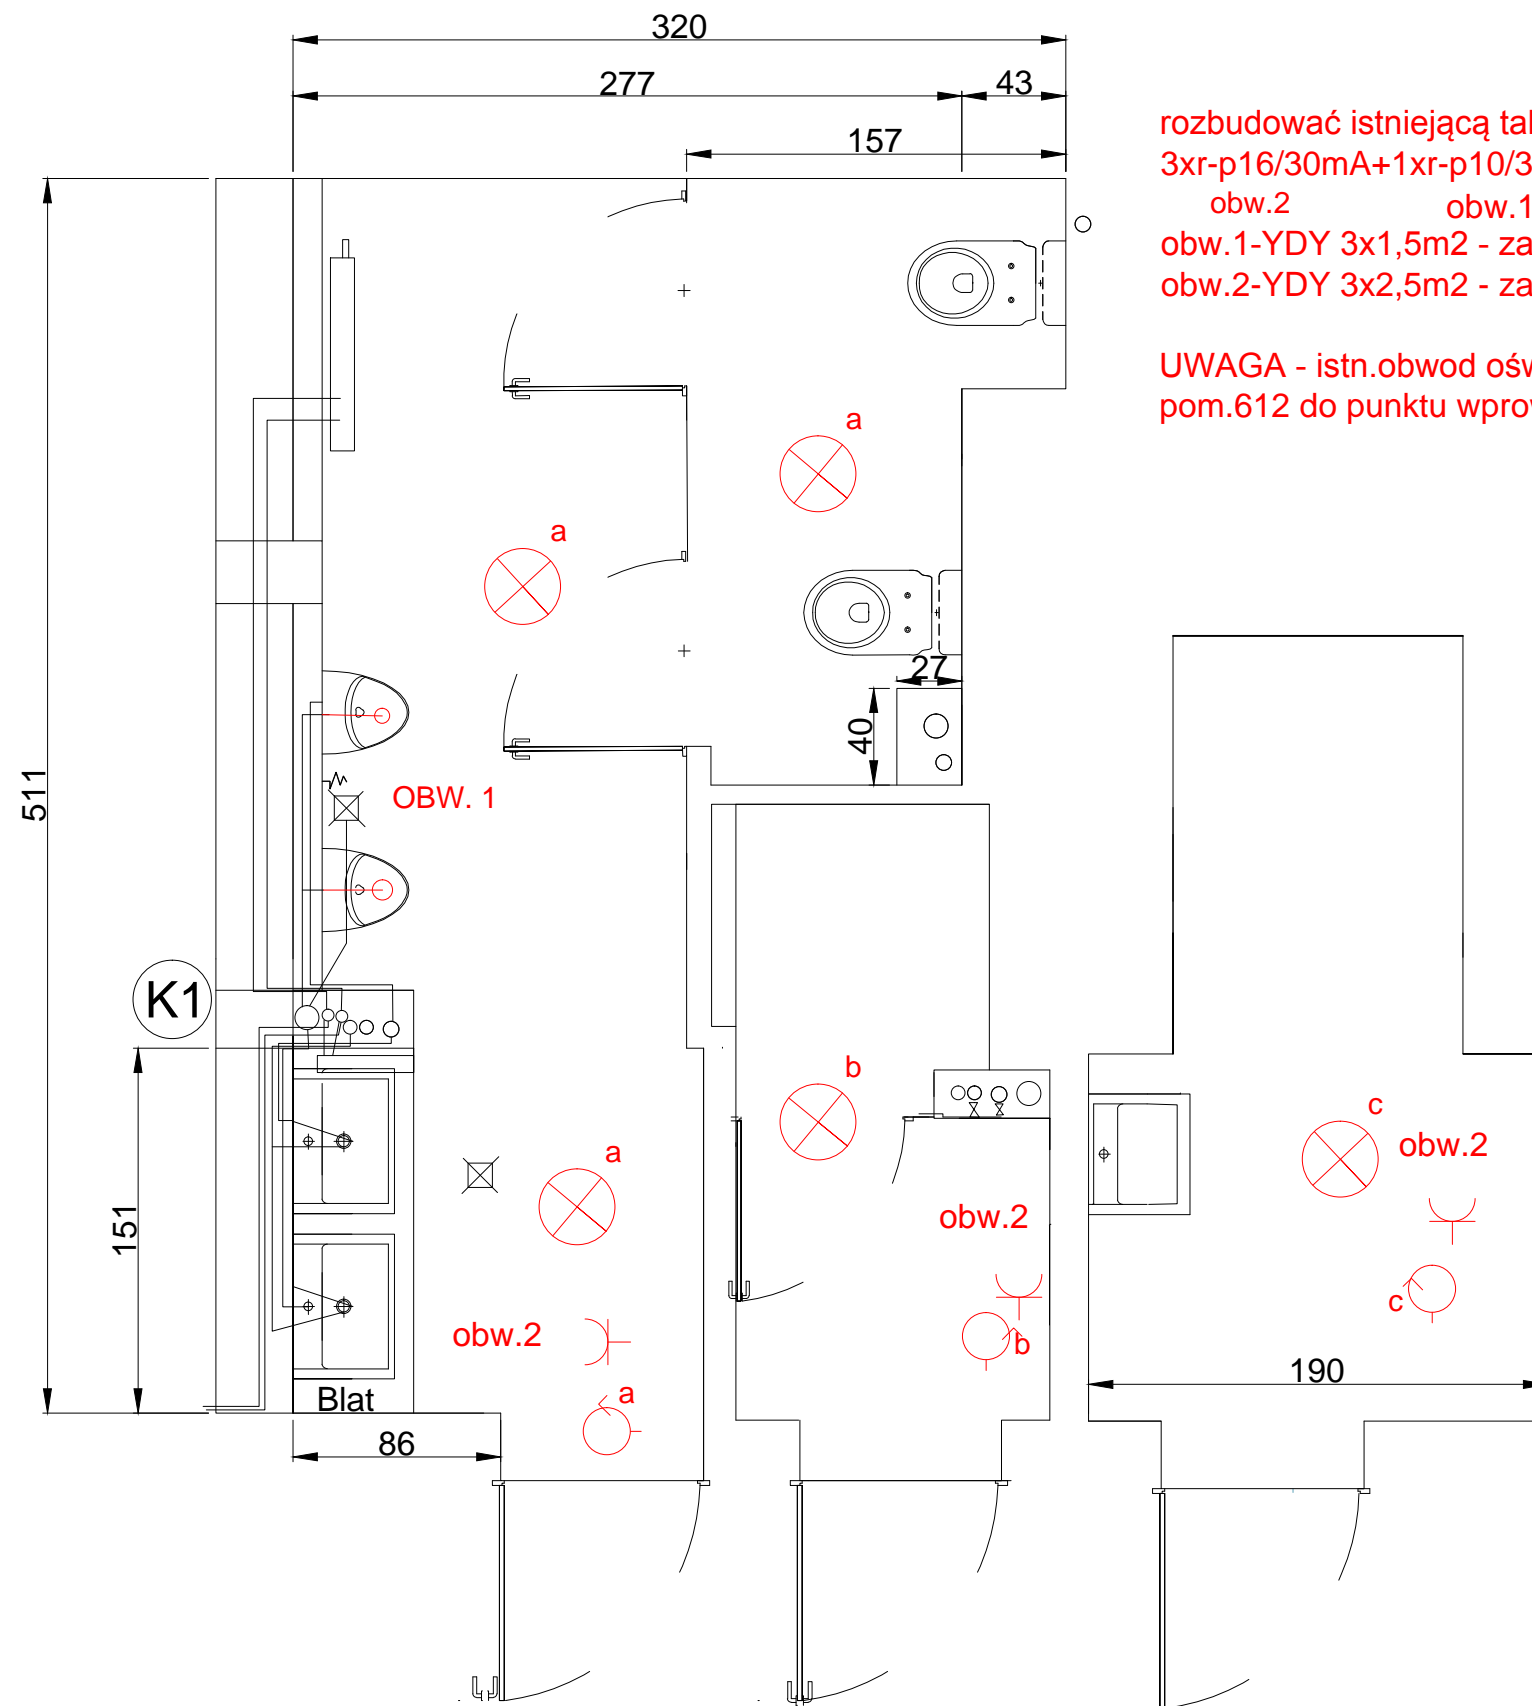 320
277
43
157
rozbudować istniejącą
3xr-p16/30mA+1xr-p10/3
obw.2
obw.1
obw.1-YDY 3x1,5m2 - za
obw.2-YDY 3x2,5m2 - za
UWAGA - istn.obwod ośw
pom.612 do punktu
a
a
27
40
511
OBW. 1
K1
b
c
obw.2
a
151
obw.2
c
obw.2
b
190
a
Blat
86